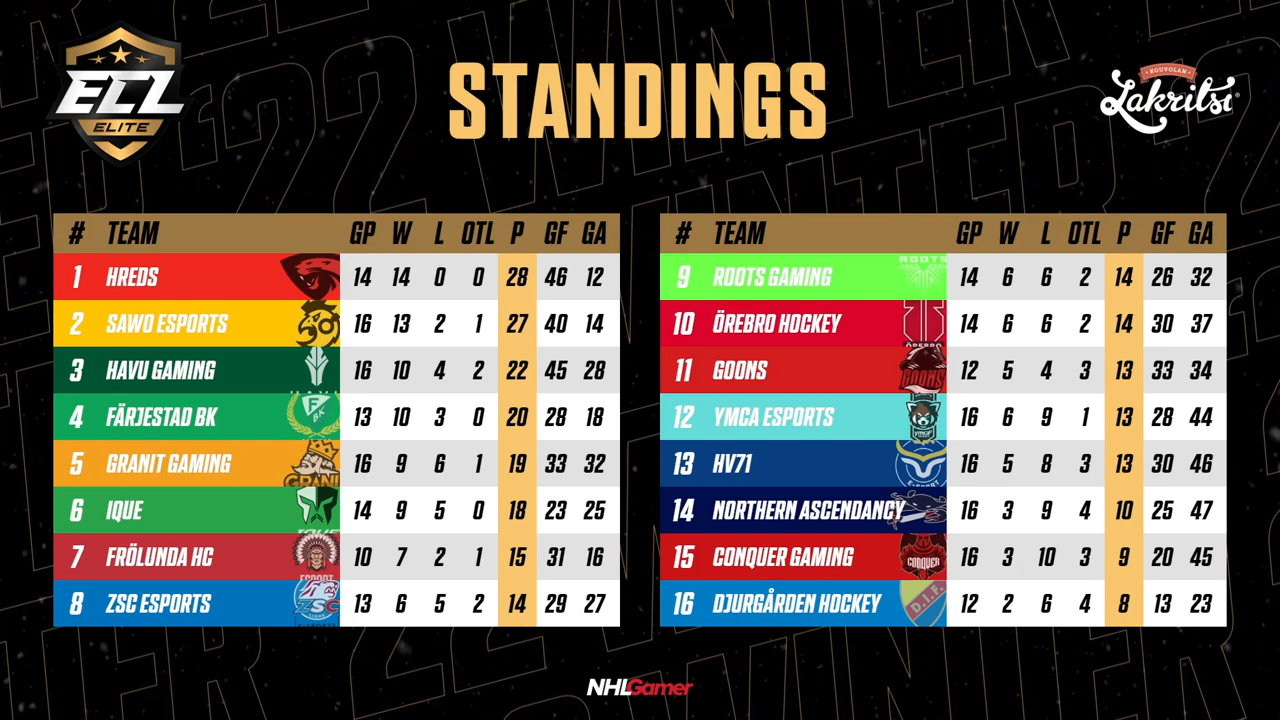 ECL
ELITE
STANDINGS
KOUVOLAN
Lakritsi
# TEAM GP W L OTL P GF GA
1 HREDS 14 14 0 0 28 46 12
2 SAWO ESPORTS 16 13 2 1 27 40 14
3 HAVU GAMING 16 10 4 2 22 45 28
4 FÄRJESTAD BK 13 10 3 0 20 28 18
5 GRANIT GAMING 16 9 6 1 19 33 32
6 IQUE 14 9 5 0 18 23 25
7 FRÖLUNDA HC 10 7 2 1 15 31 16
8 ZSC ESPORTS 13 6 5 2 14 29 27
# TEAM GP W L OTL P GF GA
9 ROOTS GAMING 14 6 6 2 14 26 32
10 ÖREBRO HOCKEY 14 6 6 2 14 30 37
11 GOONS 12 5 4 3 13 33 34
12 YMCA ESPORTS 16 6 9 1 13 28 44
13 HV71 16 5 8 3 13 30 46
14 NORTHERN ASCENDANCY 16 3 9 4 10 25 47
15 CONQUER GAMING 16 3 10 3 9 20 45
16 DJURGÅRDEN HOCKEY 12 2 6 4 8 13 23
NHLGamer